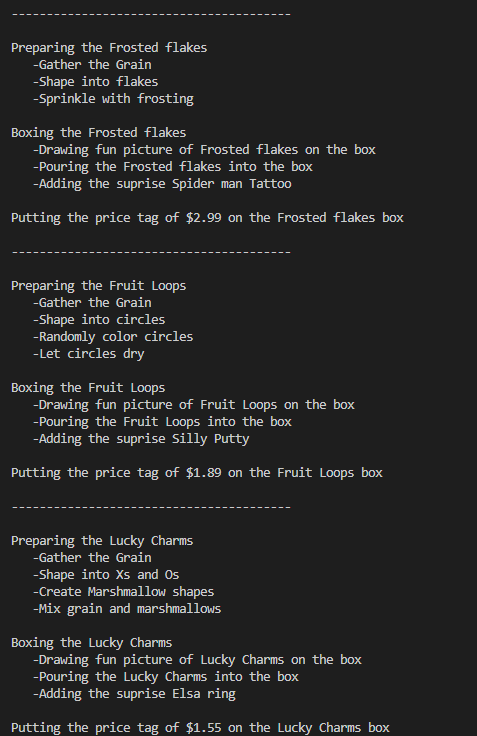 ----------------------------------------
Preparing the Frosted flakes
-Gather the Grain
-Shape into flakes
-Sprinkle with frosting
Boxing the Frosted flakes
-Drawing fun picture of Frosted flakes on the box
-Pouring the Frosted flakes into the box
-Adding the suprise Spider man Tattoo
Putting the price tag of $2.99 on the Frosted flakes box
----------------------------------------
Preparing the Fruit Loops
-Gather the Grain
-Shape into circles
-Randomly color circles
-Let circles dry
Boxing the Fruit Loops
-Drawing fun picture of Fruit Loops on the box
-Pouring the Fruit Loops into the box
-Adding the suprise Silly Putty
Putting the price tag of $1.89 on the Fruit Loops box
----------------------------------------
Preparing the Lucky Charms
-Gather the Grain
-Shape into Xs and Os
-Create Marshmallow shapes
-Mix grain and marshmallows
Boxing the Lucky Charms
-Drawing fun picture of Lucky Charms on the box
-Pouring the Lucky Charms into the box
-Adding the suprise Elsa ring
Putting the price tag of $1.55 on the Lucky Charms box